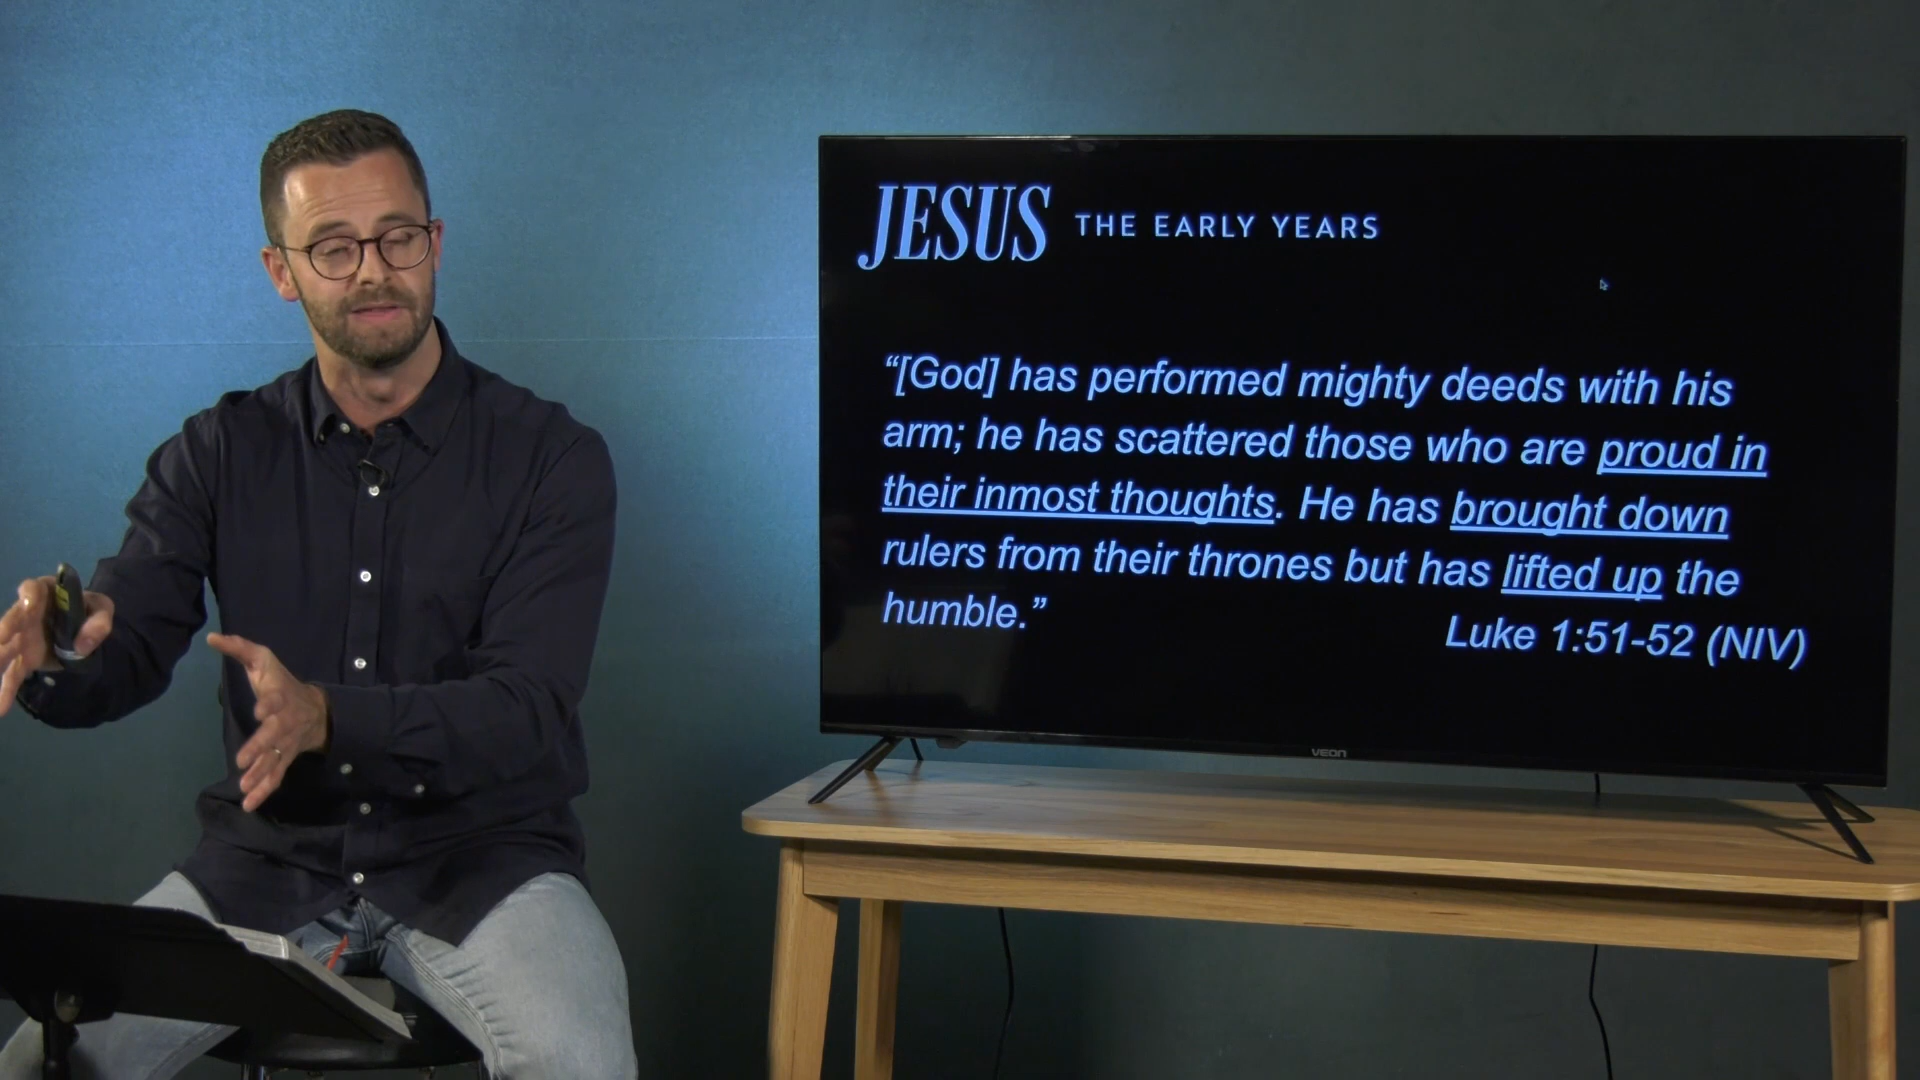 JESUS THE EARLY YEARS
“[God] has performed mighty deeds with his
arm; he has scattered those who are proud in
their inmost thoughts. He has brought down
rulers from their thrones but has lifted up the
humble.”
Luke 1:51-52 (NIV)
VEON